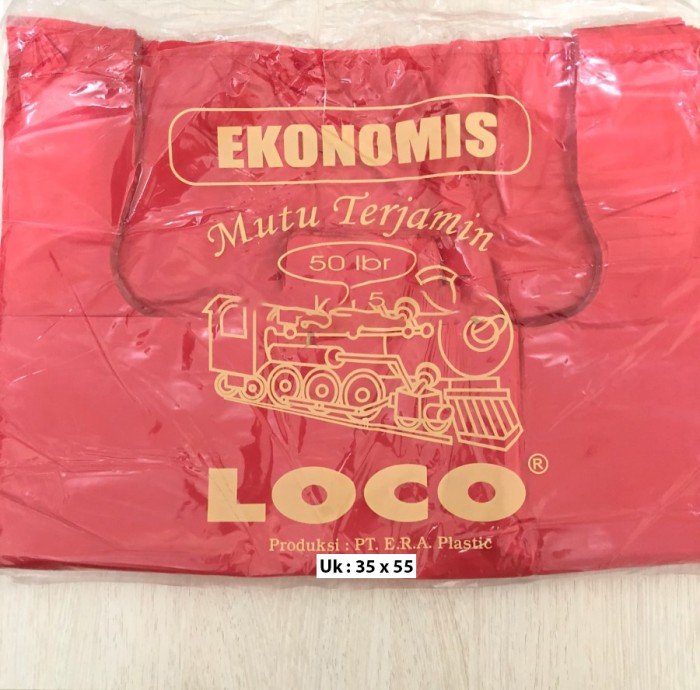 EKONOMIS
Mutu Terjamin
50 lbr
LOCO®
Produksi : PT. E.R.A. Plastic
Uk : 35 x 55